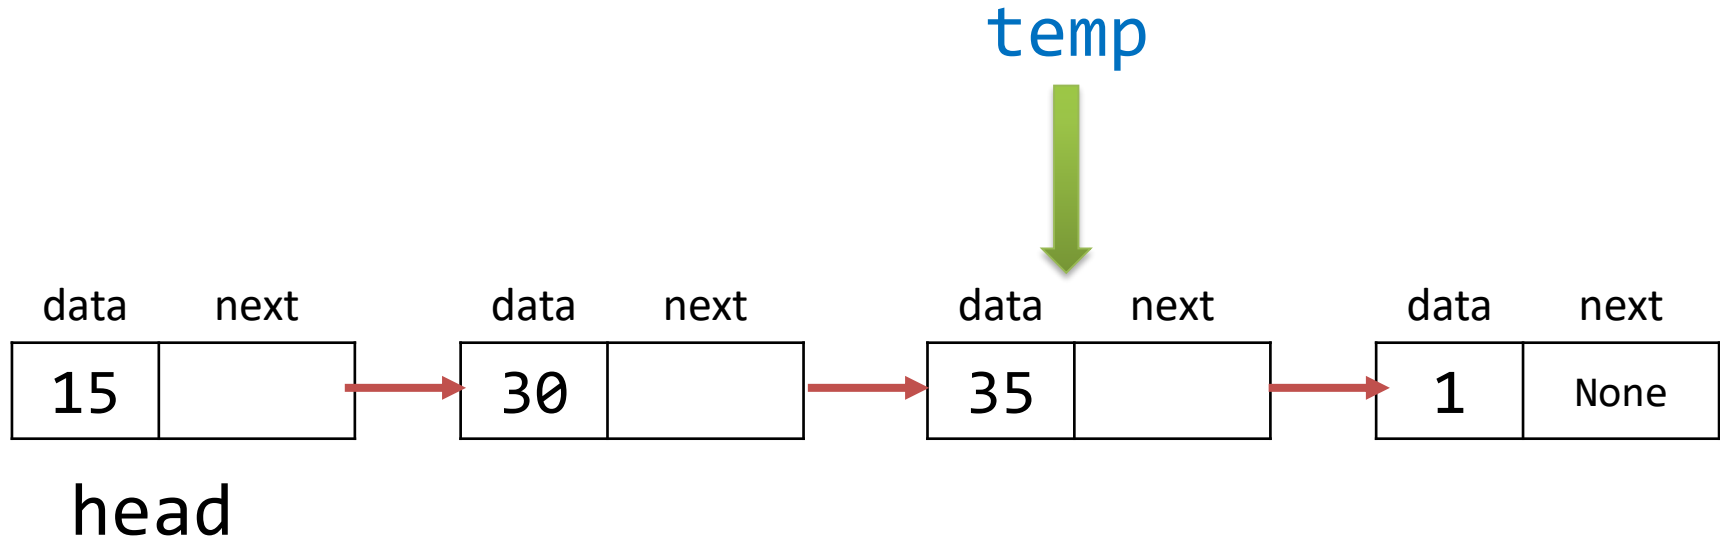 temp
data next data next data next data next
15 30 35 1 None
head